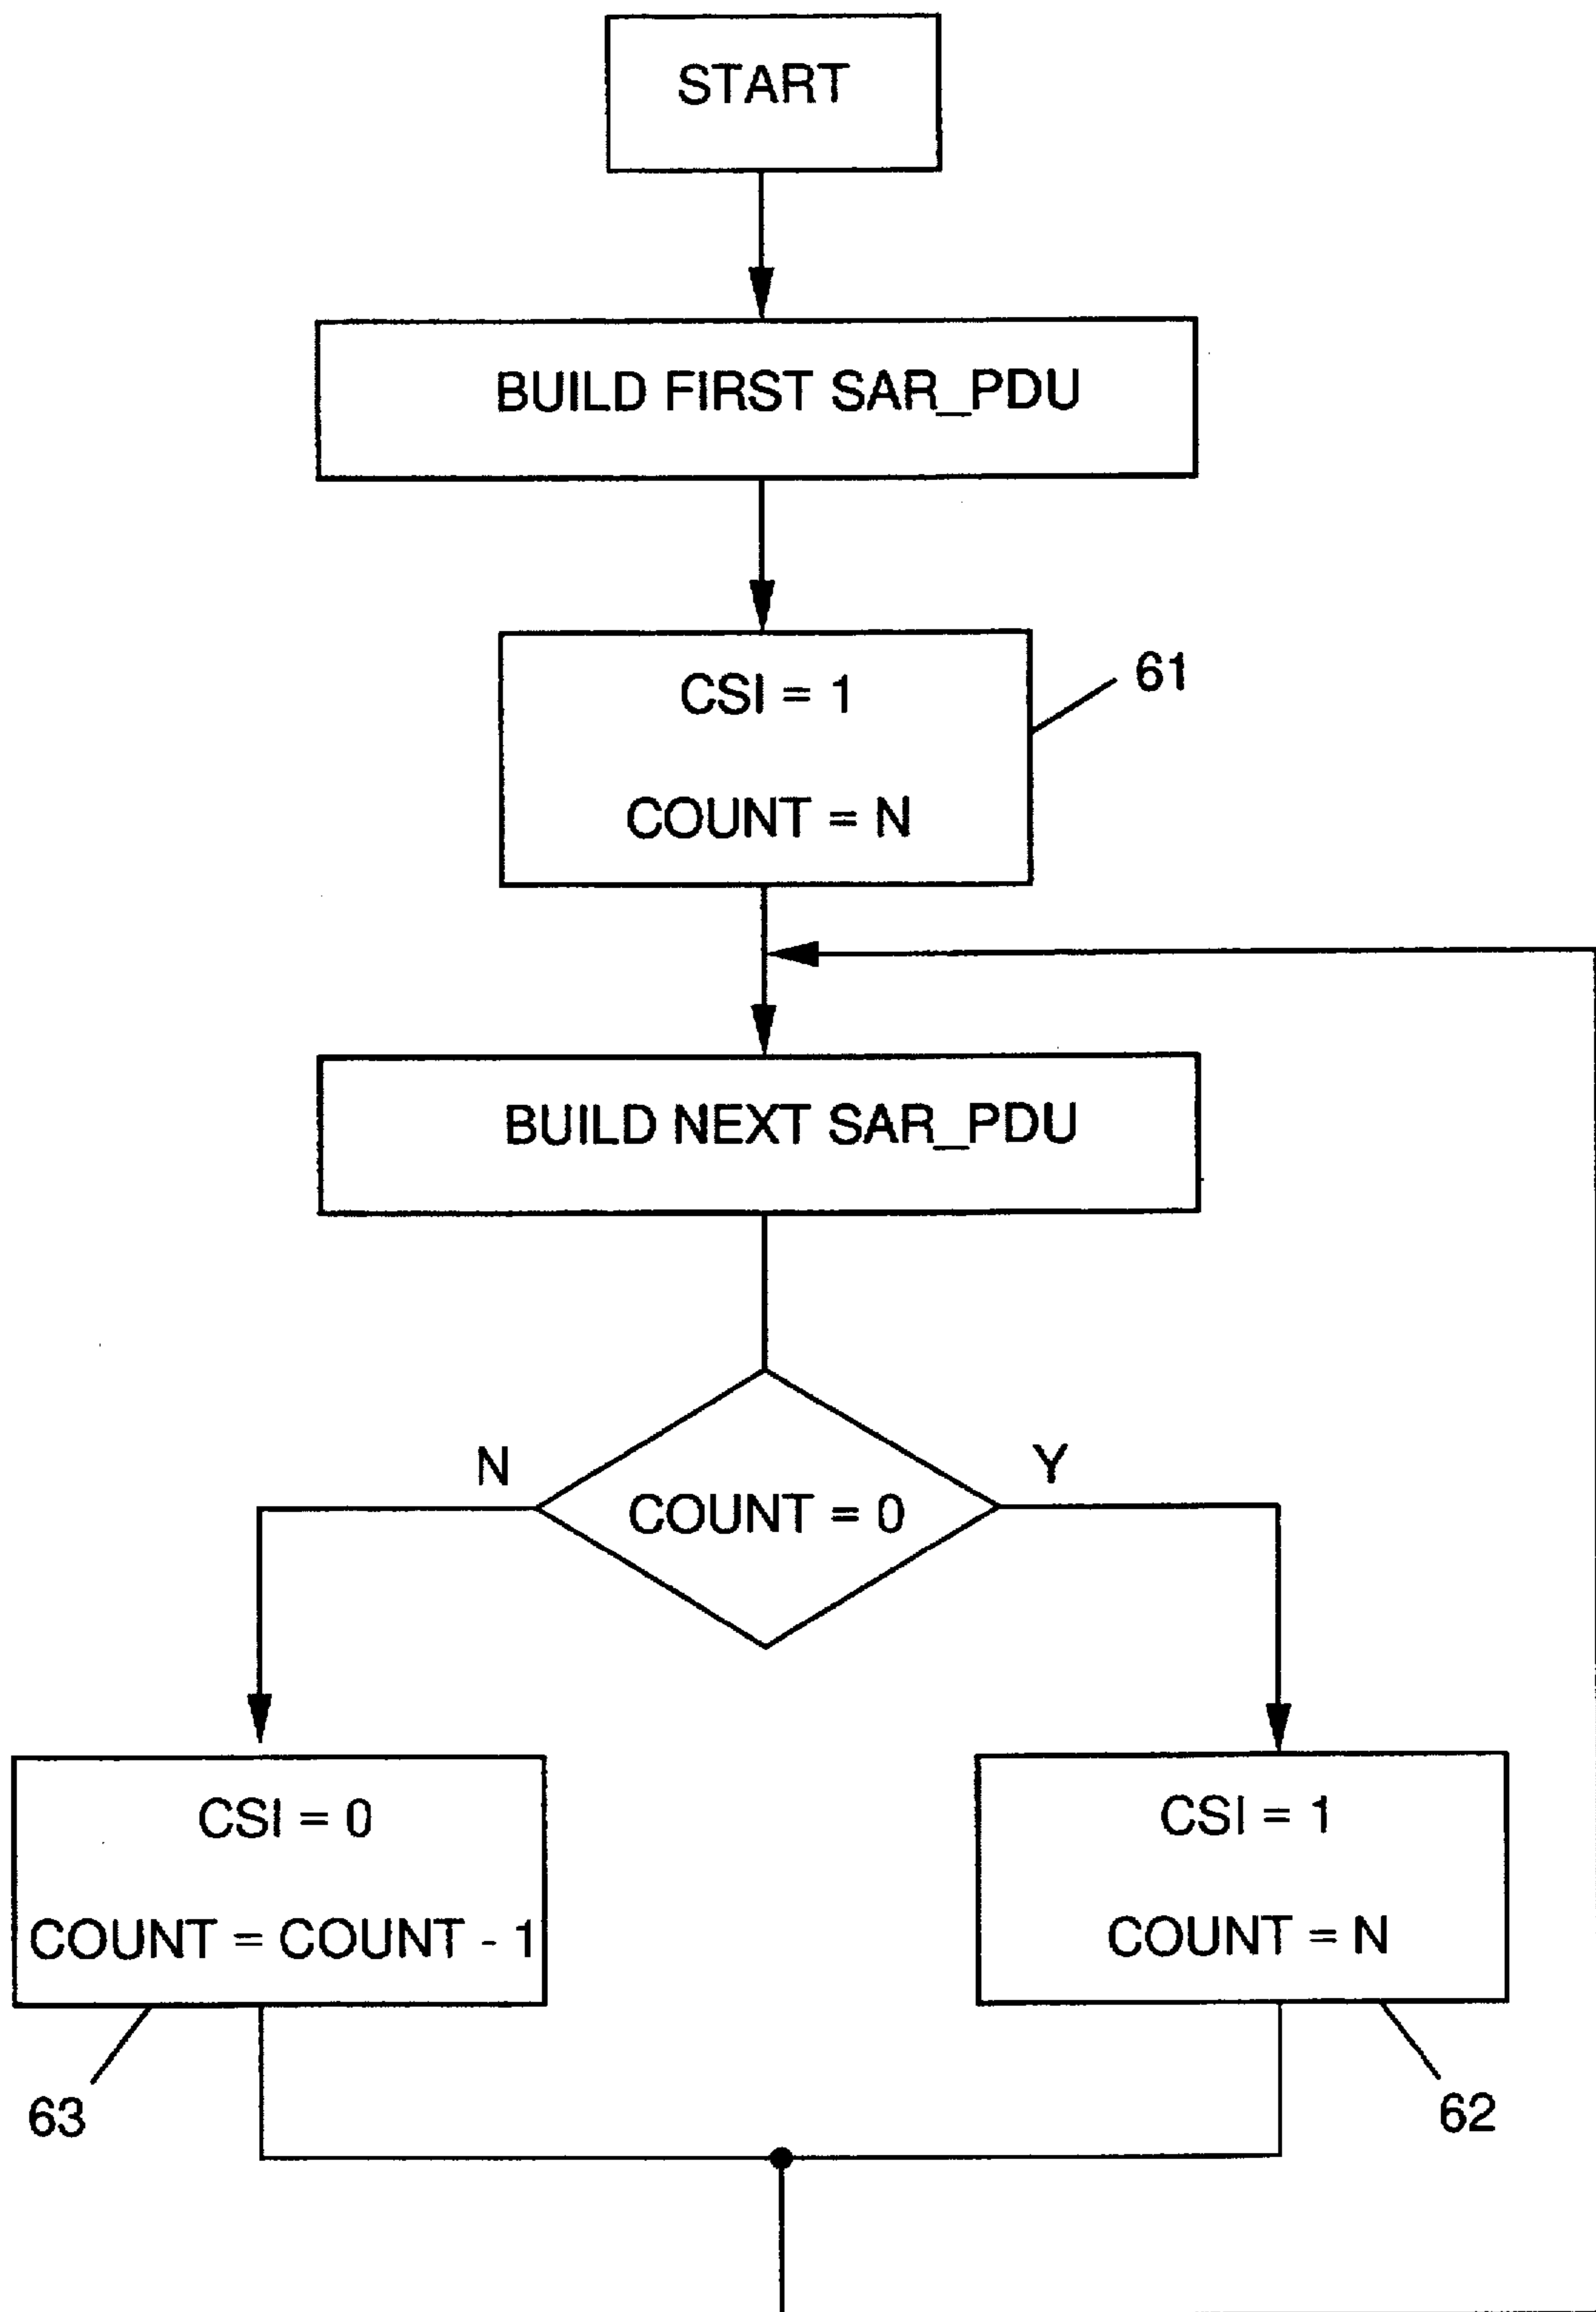 START
BUILD FIRST SAR_PDU
CSI = 1
COUNT = N
61
BUILD NEXT SAR_PDU
N
Y
COUNT = 0
CSI = 0
COUNT = COUNT - 1
CSI = 1
COUNT = N
63
62